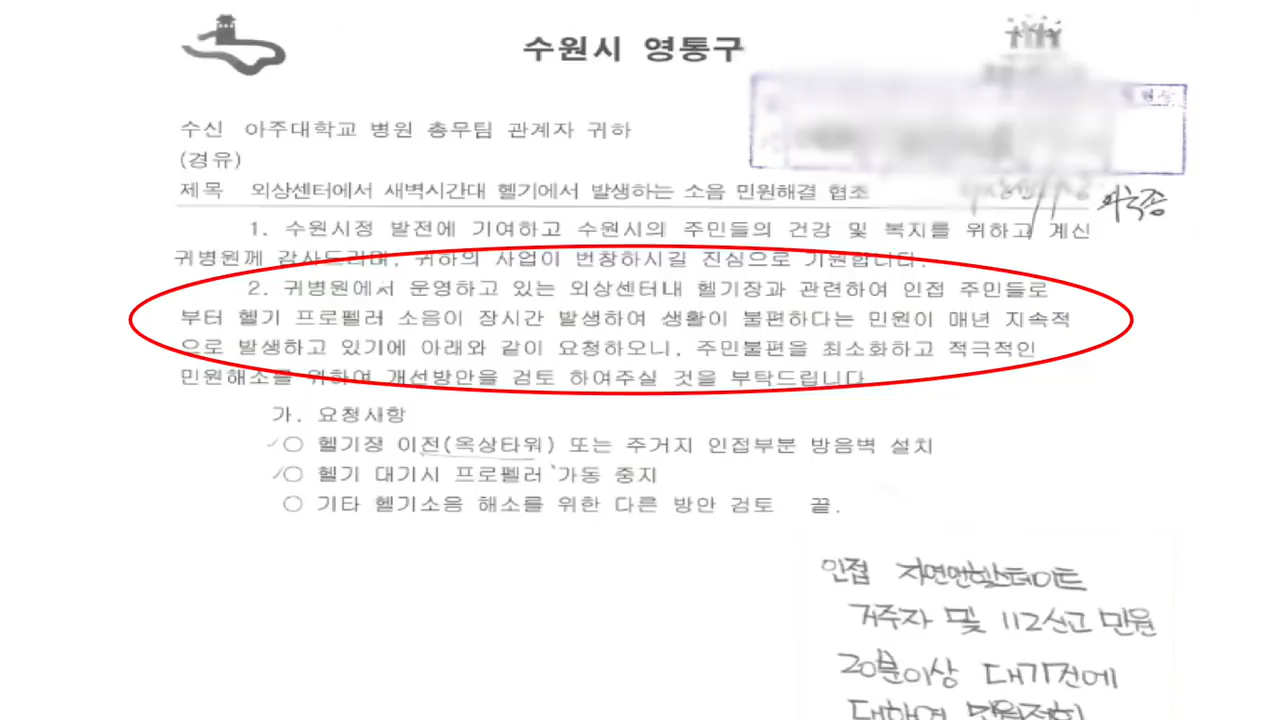 수원시 영통구
수신 아주대학교 병원 총무팀 관계자 귀하
(경유)
제목 외상센터에서 새벽시간대 헬기에서 발생하는 소음 민원해결 협조
1. 수원시정 발전에 기여하고 수원시의 주민들의 건강 및 복지를 위하고 계신
귀병원께 감사드리며, 귀하의 사업이 번창하시길 진심으로 기원합니다.
2. 귀병원에서 운영하고 있는 외상센터내 헬기장과 관련하여 인접 주민들로
부터 헬기 프로펠러 소음이 장시간 발생하여 생활이 불편하다는 민원이 매년 지속적
으로 발생하고 있기에 아래와 같이 요청하오니, 주민불편을 최소화하고 적극적인
민원해소를 위하여 개선방안을 검토 하여주실 것을 부탁드립니다
가. 요청사항
○ 헬기장 이전(옥상타워) 또는 주거지 인접부분 방음벽 설치
○ 헬기 대기시 프로펠러 가동 중지
○ 기타 헬기소음 해소를 위한 다른 방안 검토 끝.
인접 자연앤힐스테이트
거주자 및 112신고 민원
20분이상 대기건에
대하여 민원